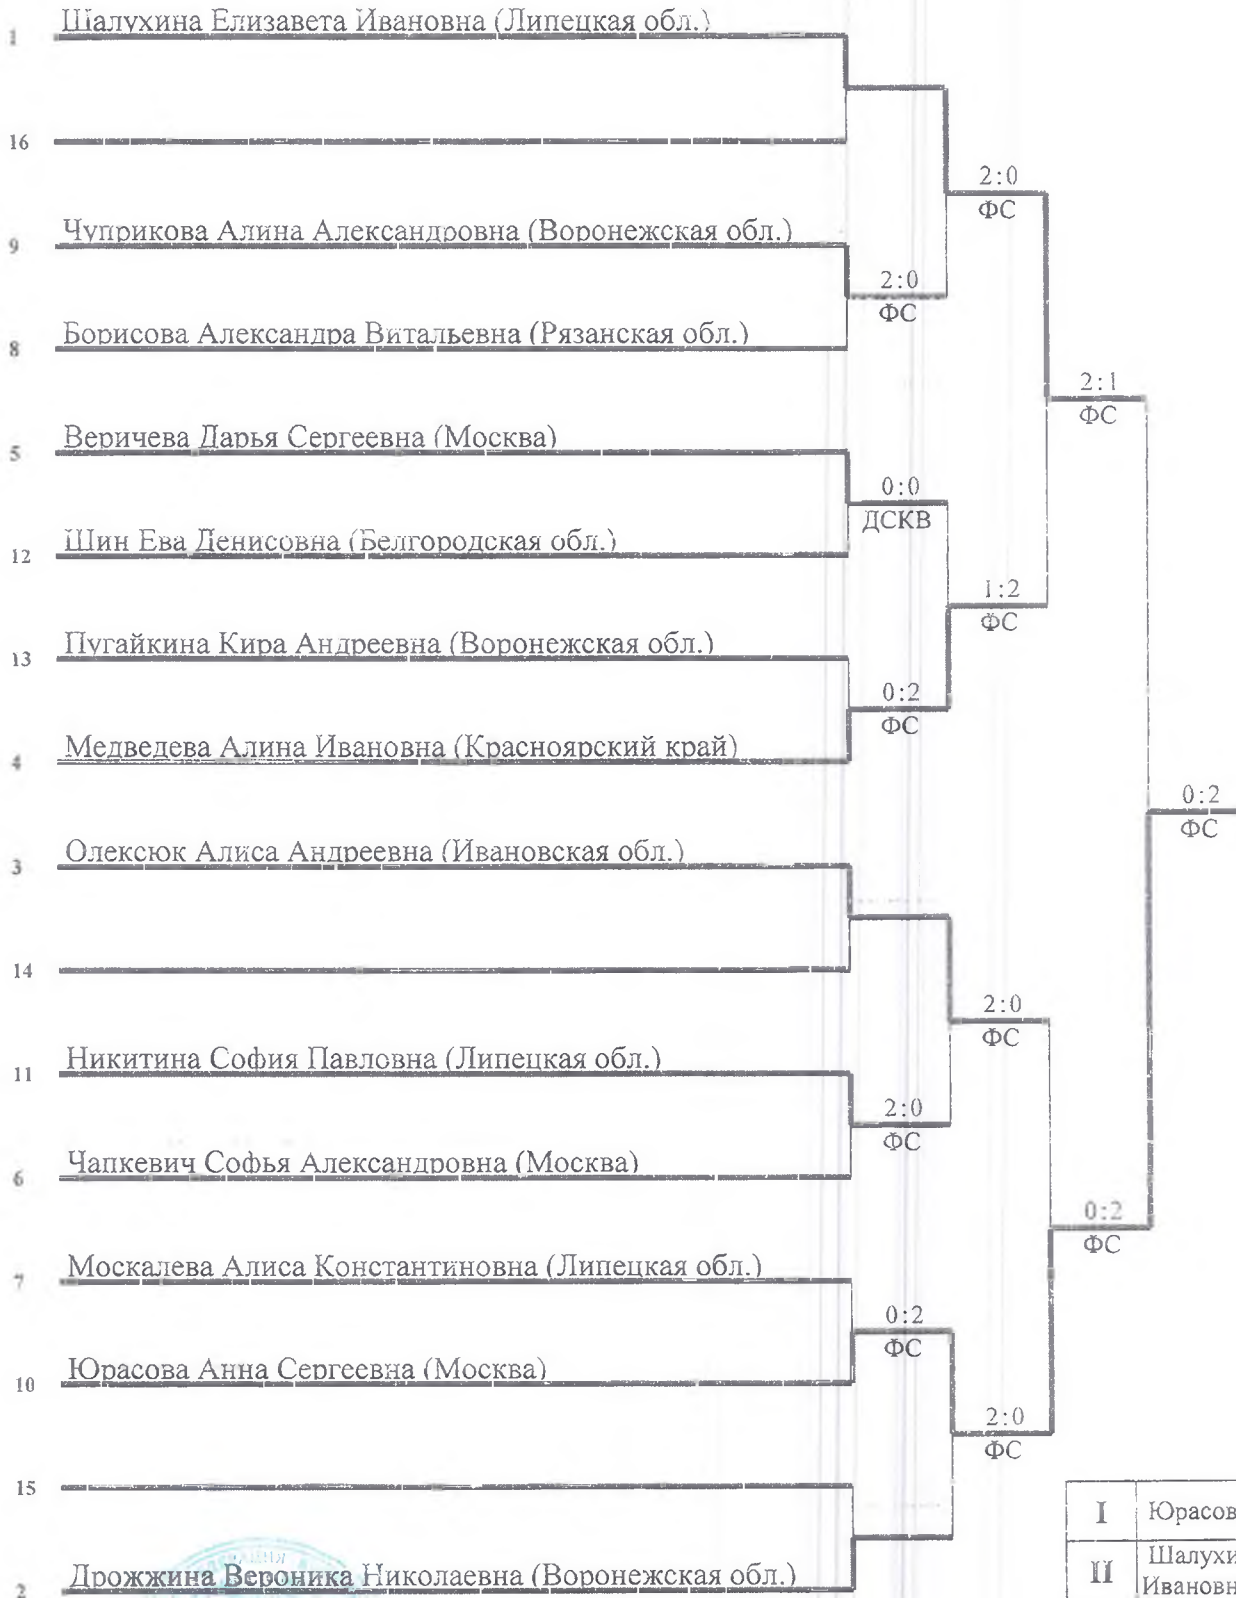 1 Шалухина Елизавета Ивановна (Липецкая обл.)
16
2:0
ФС
9 Чуприкова Алина Александровна (Воронежская обл.)
2:0
ФС
8 Борисова Александра Витальевна (Рязанская обл.)
2:1
ФС
5 Веричева Дарья Сергеевна (Москва)
0:0
ДСКВ
12 Шин Ева Денисовна (Белгородская обл.)
1:2
ФС
13 Пугайкина Кира Андреевна (Воронежская обл.)
0:2
ФС
4 Медведева Алина Ивановна (Красноярский край)
0:2
ФС
3 Олексюк Алиса Андреевна (Ивановская обл.)
14
2:0
ФС
11 Никитина София Павловна (Липецкая обл.)
2:0
ФС
6 Чапкевич Софья Александровна (Москва)
0:2
ФС
7 Москалева Алиса Константиновна (Липецкая обл.)
0:2
ФС
10 Юрасова Анна Сергеевна (Москва)
2:0
ФС
15
I Юрасов
2 Дрожжина Вероника Николаевна (Воронежская обл.)
II Шалухи
Ивановн